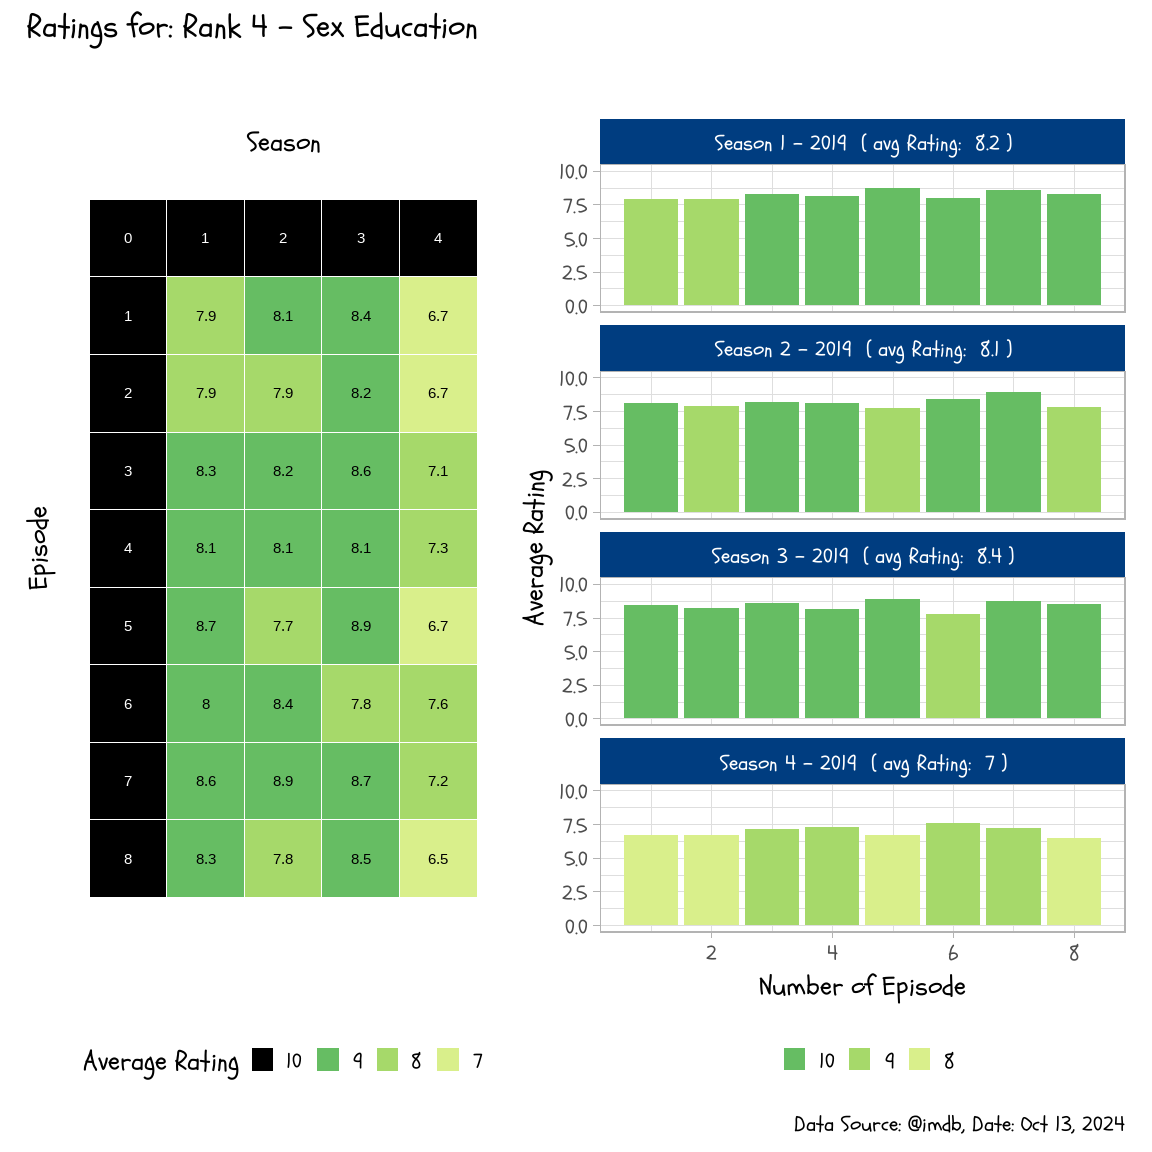 Ratings for: Rank 4 - Sex Education
Season
0 1 2 3 4
1 7.9 8.1 8.4 6.7
2 7.9 7.9 8.2 6.7
3 8.3 8.2 8.6 7.1
4 8.1 8.1 8.1 7.3
5 8.7 7.7 8.9 6.7
6 8 8.4 7.8 7.6
7 8.6 8.9 8.7 7.2
8 8.3 7.8 8.5 6.5
Episode
Average Rating 10 9 8 7
Average Rating
Season 1 - 2019 ( avg Rating: 8.2 )
10.0
7.5
5.0
2.5
0.0
Season 2 - 2019 ( avg Rating: 8.1 )
10.0
7.5
5.0
2.5
0.0
Season 3 - 2019 ( avg Rating: 8.4 )
10.0
7.5
5.0
2.5
0.0
Season 4 - 2019 ( avg Rating: 7 )
10.0
7.5
5.0
2.5
0.0
2 4 6 8
Number of Episode
10 9 8
Data Source: @imdb, Date: Oct 13, 2024